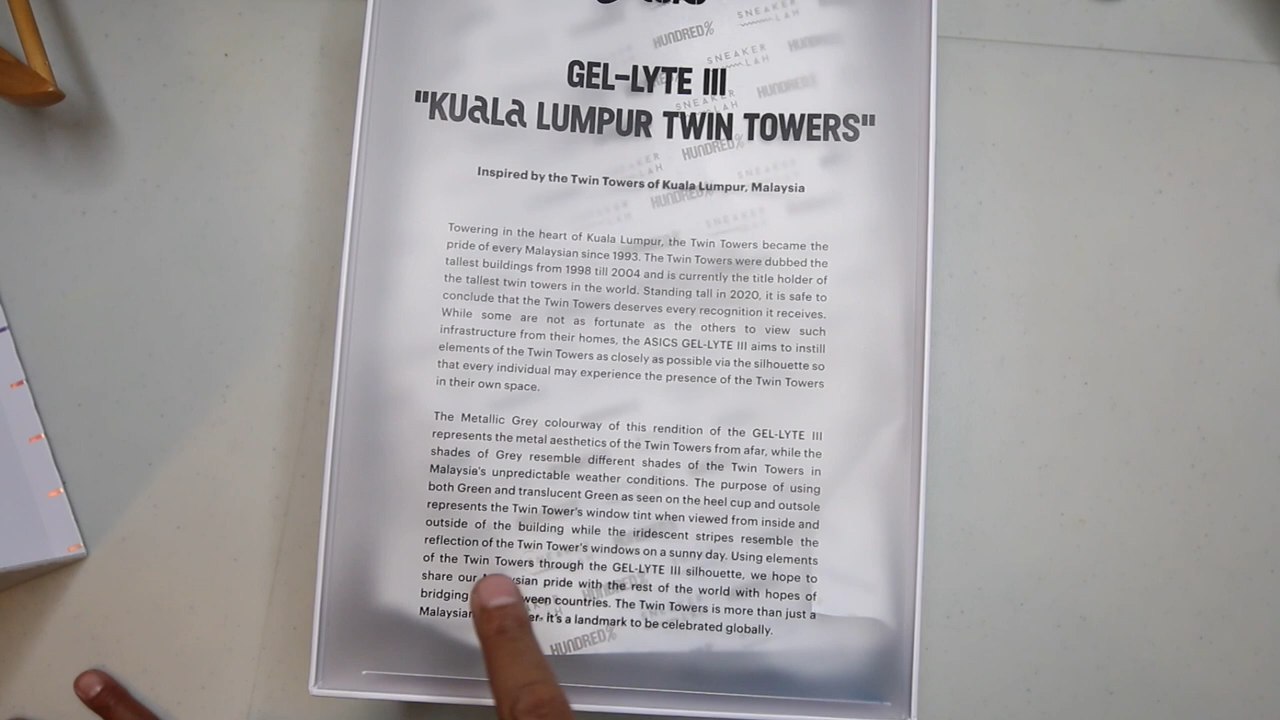 HUNDRED%
SNEAKER
LAH
SNEAKER
LAH
HUNDRED%
GEL-LYTE III
SNEAKER
LAH
"KUALA LUMPUR TWIN TOWERS"
HUNDRED%
Inspired by the Twin Towers of Kuala Lumpur, Malaysia
HUNDRED%
Towering in the heart of Kuala Lumpur, the Twin Towers became the
pride of every Malaysian since 1993. The Twin Towers were dubbed the
tallest buildings from 1998 till 2004 and is currently the title holder of
the tallest twin towers in the world. Standing tall in 2020, it is safe to
conclude that the Twin Towers deserves every recognition it receives.
While some are not as fortunate as the others to view such
infrastructure from their homes, the ASICS GEL-LYTE III aims to instill
elements of the Twin Towers as closely as possible via the silhouette so
that every individual may experience the presence of the Twin Towers
in their own space.
The Metallic Grey colourway of this rendition of the GEL-LYTE III
represents the metal aesthetics of the Twin Towers from afar, while the
shades of Grey resemble different shades of the Twin Towers in
Malaysia's unpredictable weather conditions. The purpose of using
both Green and translucent Green as seen on the heel cup and outsole
represents the Twin Tower's window tint when viewed from inside and
outside of the building while the iridescent stripes resemble the
reflection of the Twin Tower's windows on a sunny day. Using elements
of the Twin Towers through the GEL-LYTE III silhouette, we hope to
share our pride with the rest of the world with hopes of
bridging countries. The Twin Towers is more than just a
Malaysian it's a landmark to be celebrated globally.
HUNDRED%